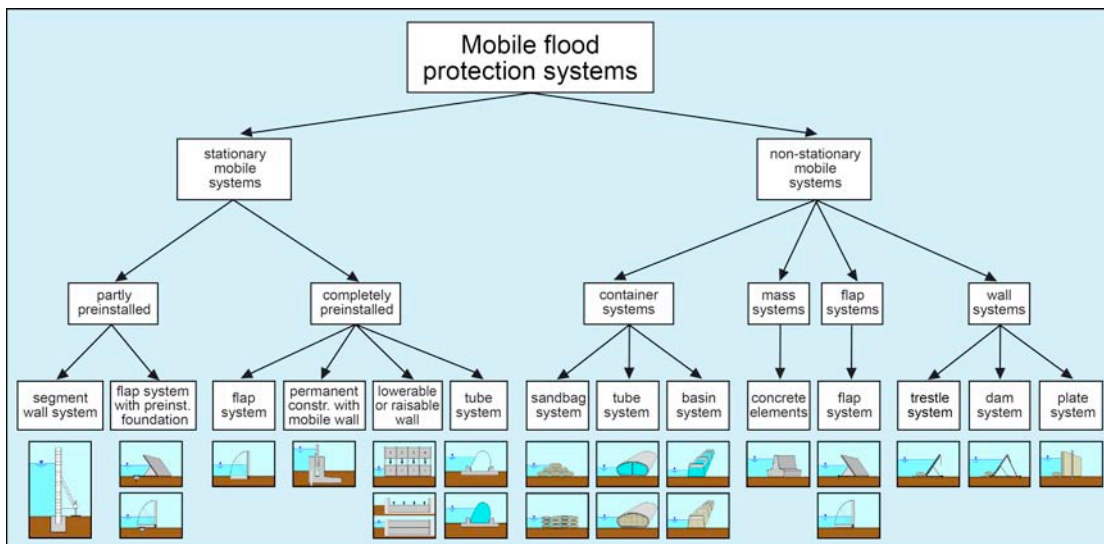 Mobile flood
protection systems
stationary
mobile
systems
non-stationary
mobile
systems
partly
preinstalled
completely
preinstalled
container
systems
mass
systems
flap
systems
wall
systems
segment
wall system
flap system
with preinst.
foundation
flap
system
permanent
constr. with
mobile wall
lowerable
or raisable
wall
tube
system
sandbag
system
tube
system
basin
system
concrete
elements
flap
system
trestle
system
dam
system
plate
system